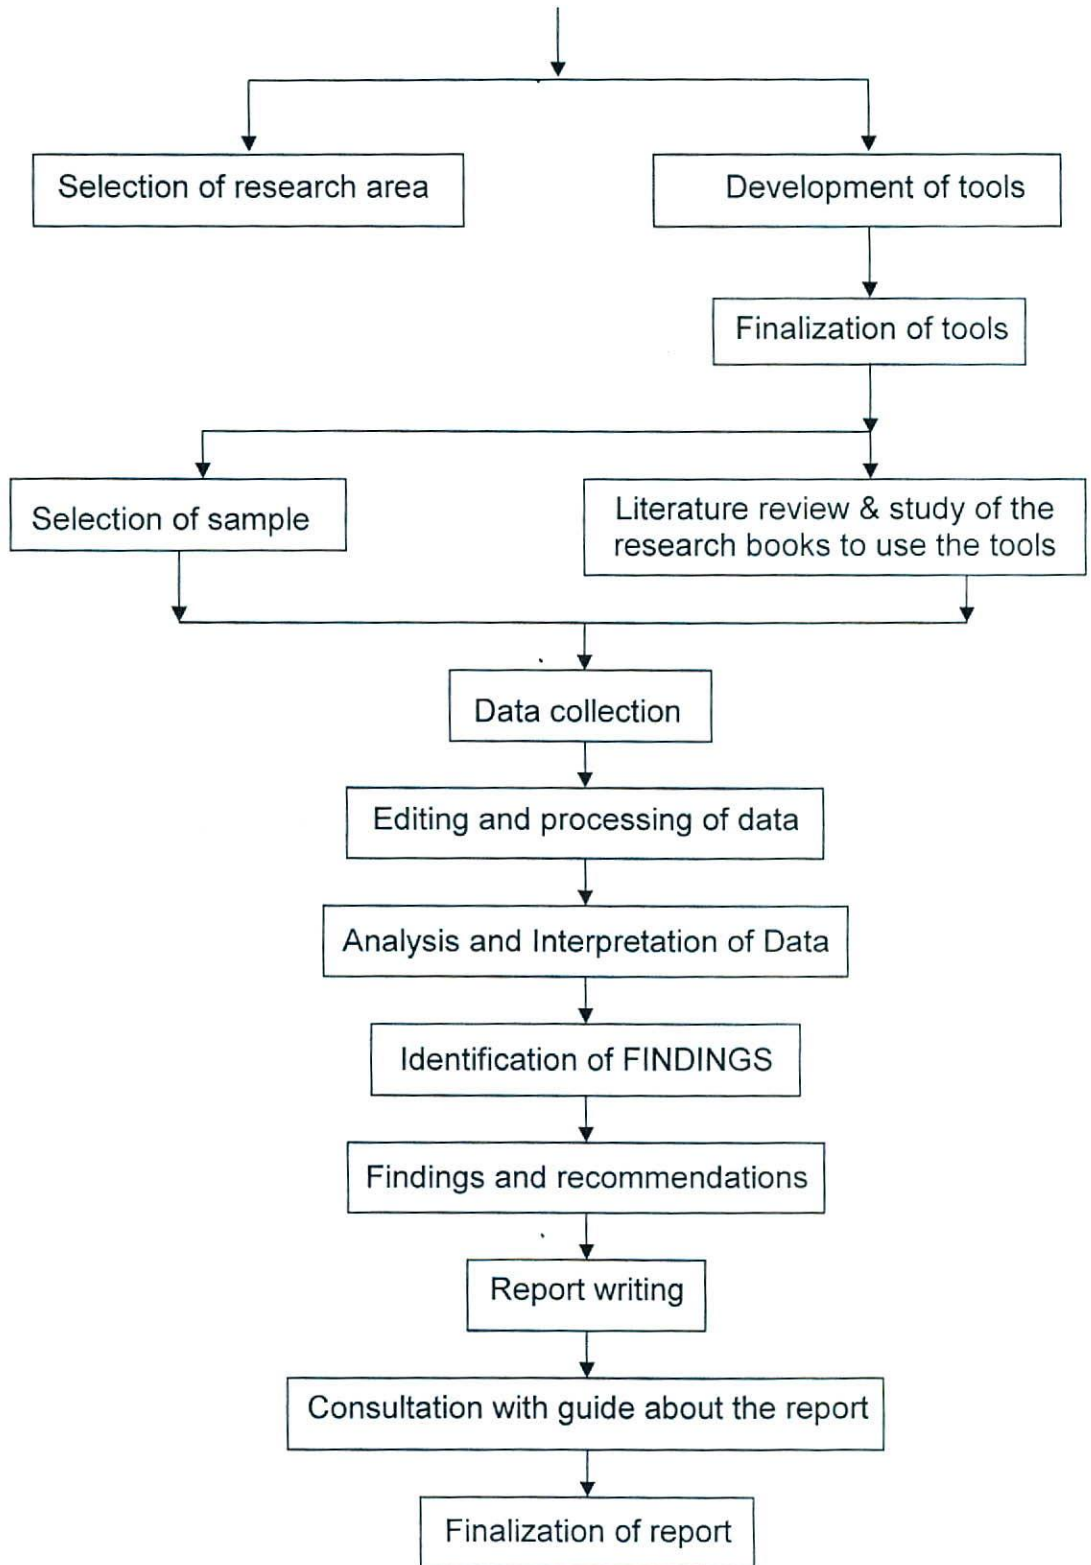 Selection of research area
Development of tools
Finalization of tools
Selection of sample
Literature review & study of the
research books to use the tools
Data collection
Editing and processing of data
Analysis and Interpretation of Data
Identification of FINDINGS
Findings and recommendations
Report writing
Consultation with guide about the report
Finalization of report